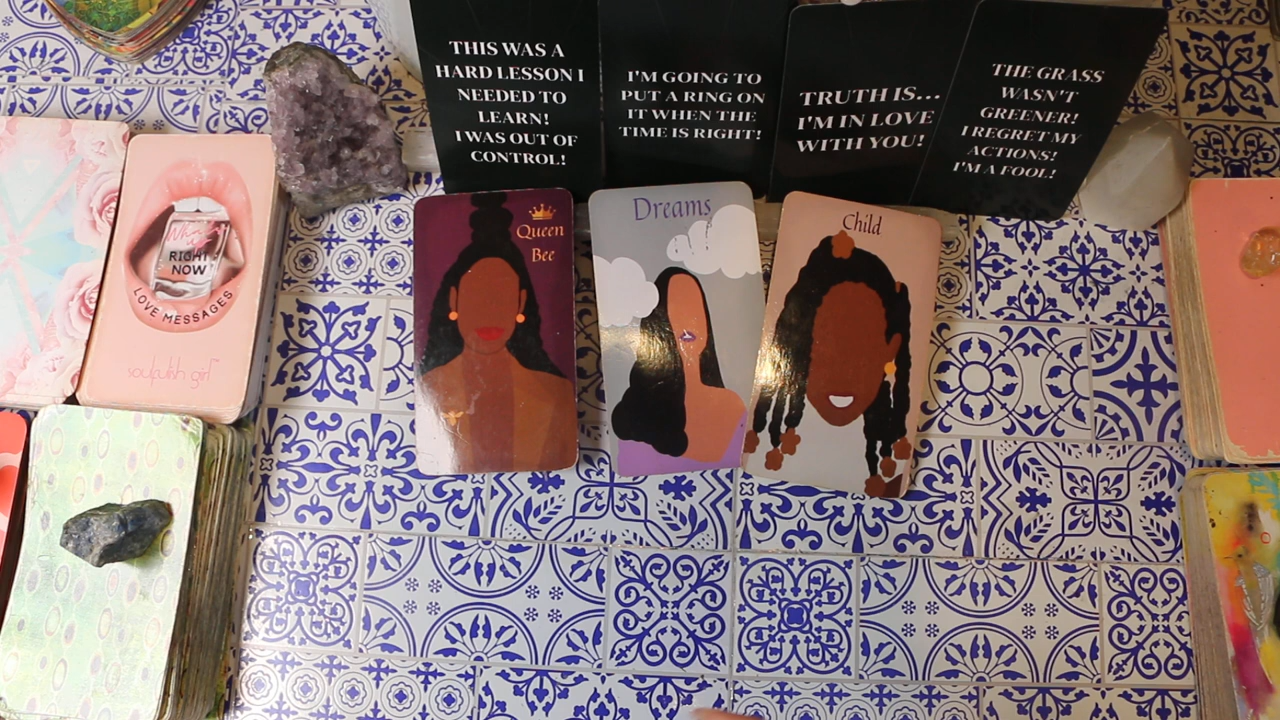 THIS WAS A
HARD LESSON I
NEEDED TO
LEARN!
I WAS OUT OF
CONTROL!
I'M GOING TO
PUT A RING ON
IT WHEN THE
TIME IS RIGHT!
TRUTH IS...
I'M IN LOVE
WITH YOU!
THE GRASS
WASN'T
GREENER!
I REGRET MY
ACTIONS!
I'M A FOOL!
RIGHT
NOW
LOVE MESSAGES
soulpish girl
Queen
Bee
Dreams
Child